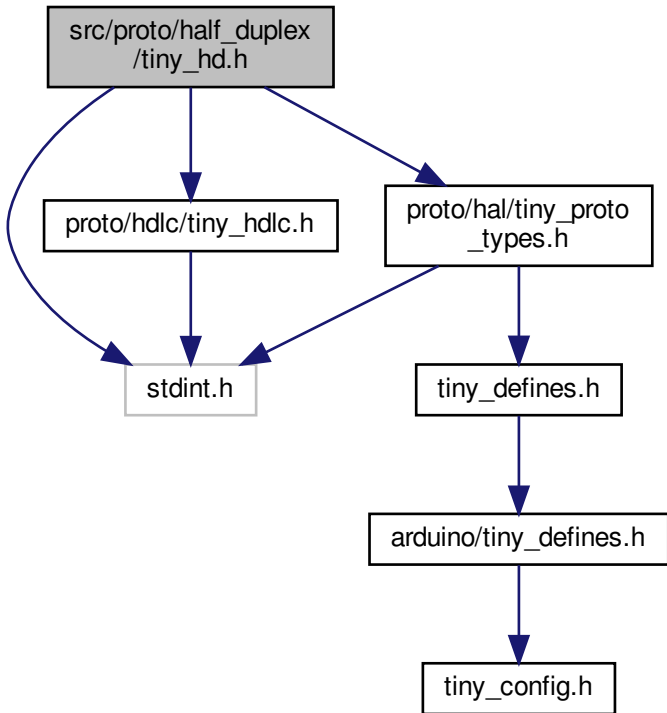 src/proto/half_duplex
/tiny_hd.h
proto/hdlc/tiny_hdlc.h
proto/hal/tiny_proto
_types.h
stdint.h
tiny_defines.h
arduino/tiny_defines.h
tiny_config.h